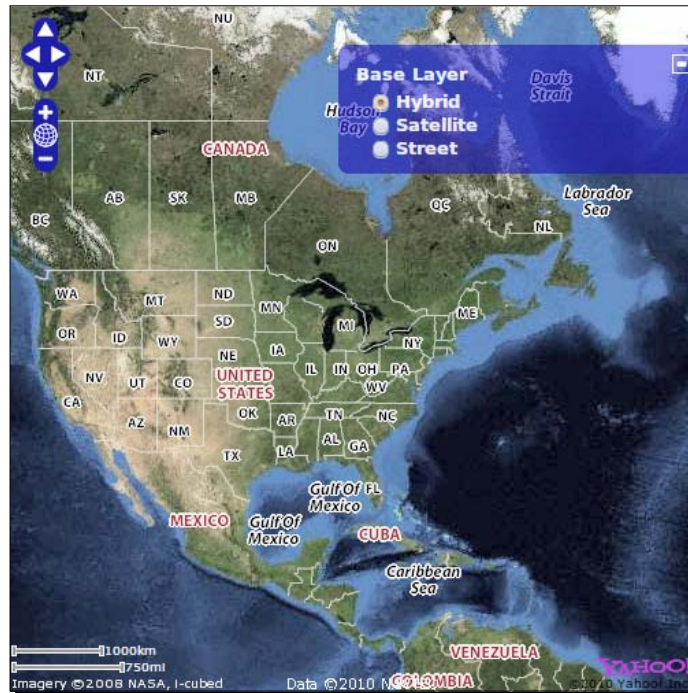 NU
NT
Base Layer
Hybrid
Satellite
Street
Davis
Strait
Hudson
Bay
+
−
CANADA
Labrador
Sea
BC
AB
SK
MB
ON
QC
NL
WA
MT
ND
MN
ME
OR
ID
SD
MI
WY
NY
NE
IA
NV
UT
CO
UNITED
STATES
IL
IN
OH
PA
WV
CA
OK
AR
TN
NC
AZ
NM
AL
GA
TX
LA
Gulf Of
Mexico
FL
MEXICO
Gulf Of
Mexico
CUBA
Caribbean
Sea
1000km
750mi
VENEZUELA
YAHOO!
Imagery ©2008 NASA, i-cubed
Data ©2010
COLOMBIA
©2010 Yahoo! Inc